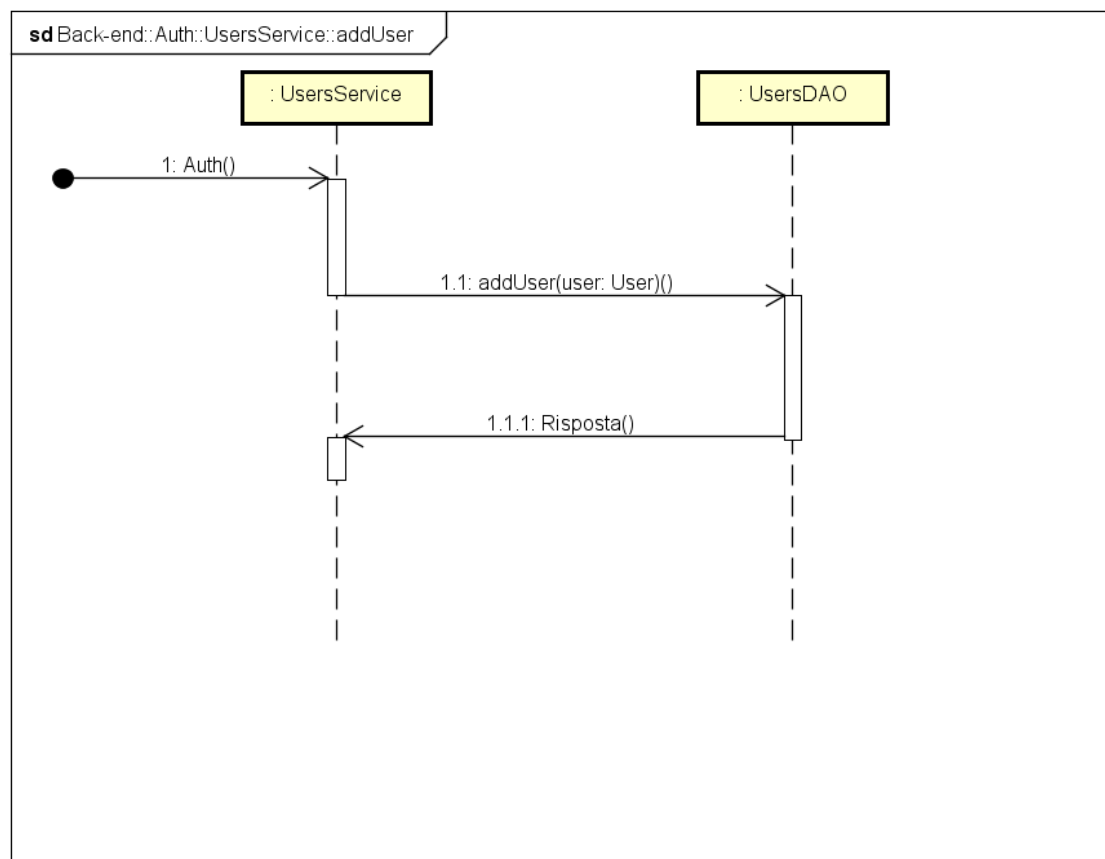 sd Back-end::Auth::UsersService::addUser
: UsersService
: UsersDAO
1: Auth()
1.1: addUser(user: User)()
1.1.1: Risposta()